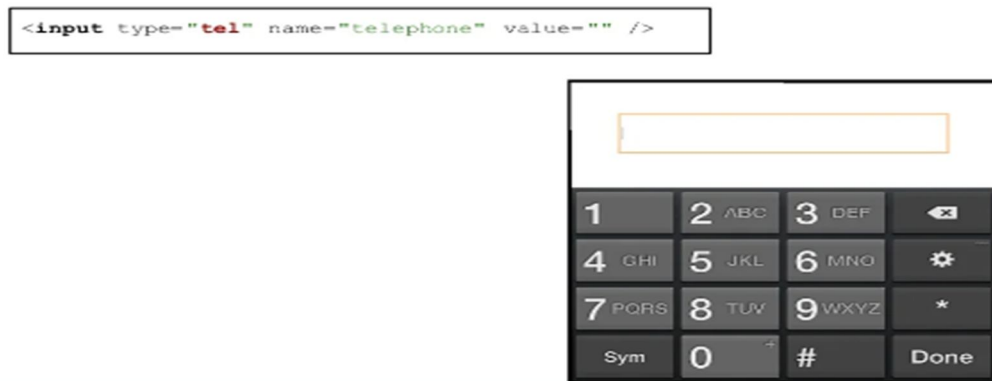 <input type="tel" name="telephone" value="" />
1 2 ABC 3 DEF
4 GHI 5 JKL 6 MNO
7 PQRS 8 TUV 9 WXYZ *
Sym 0 + # Done